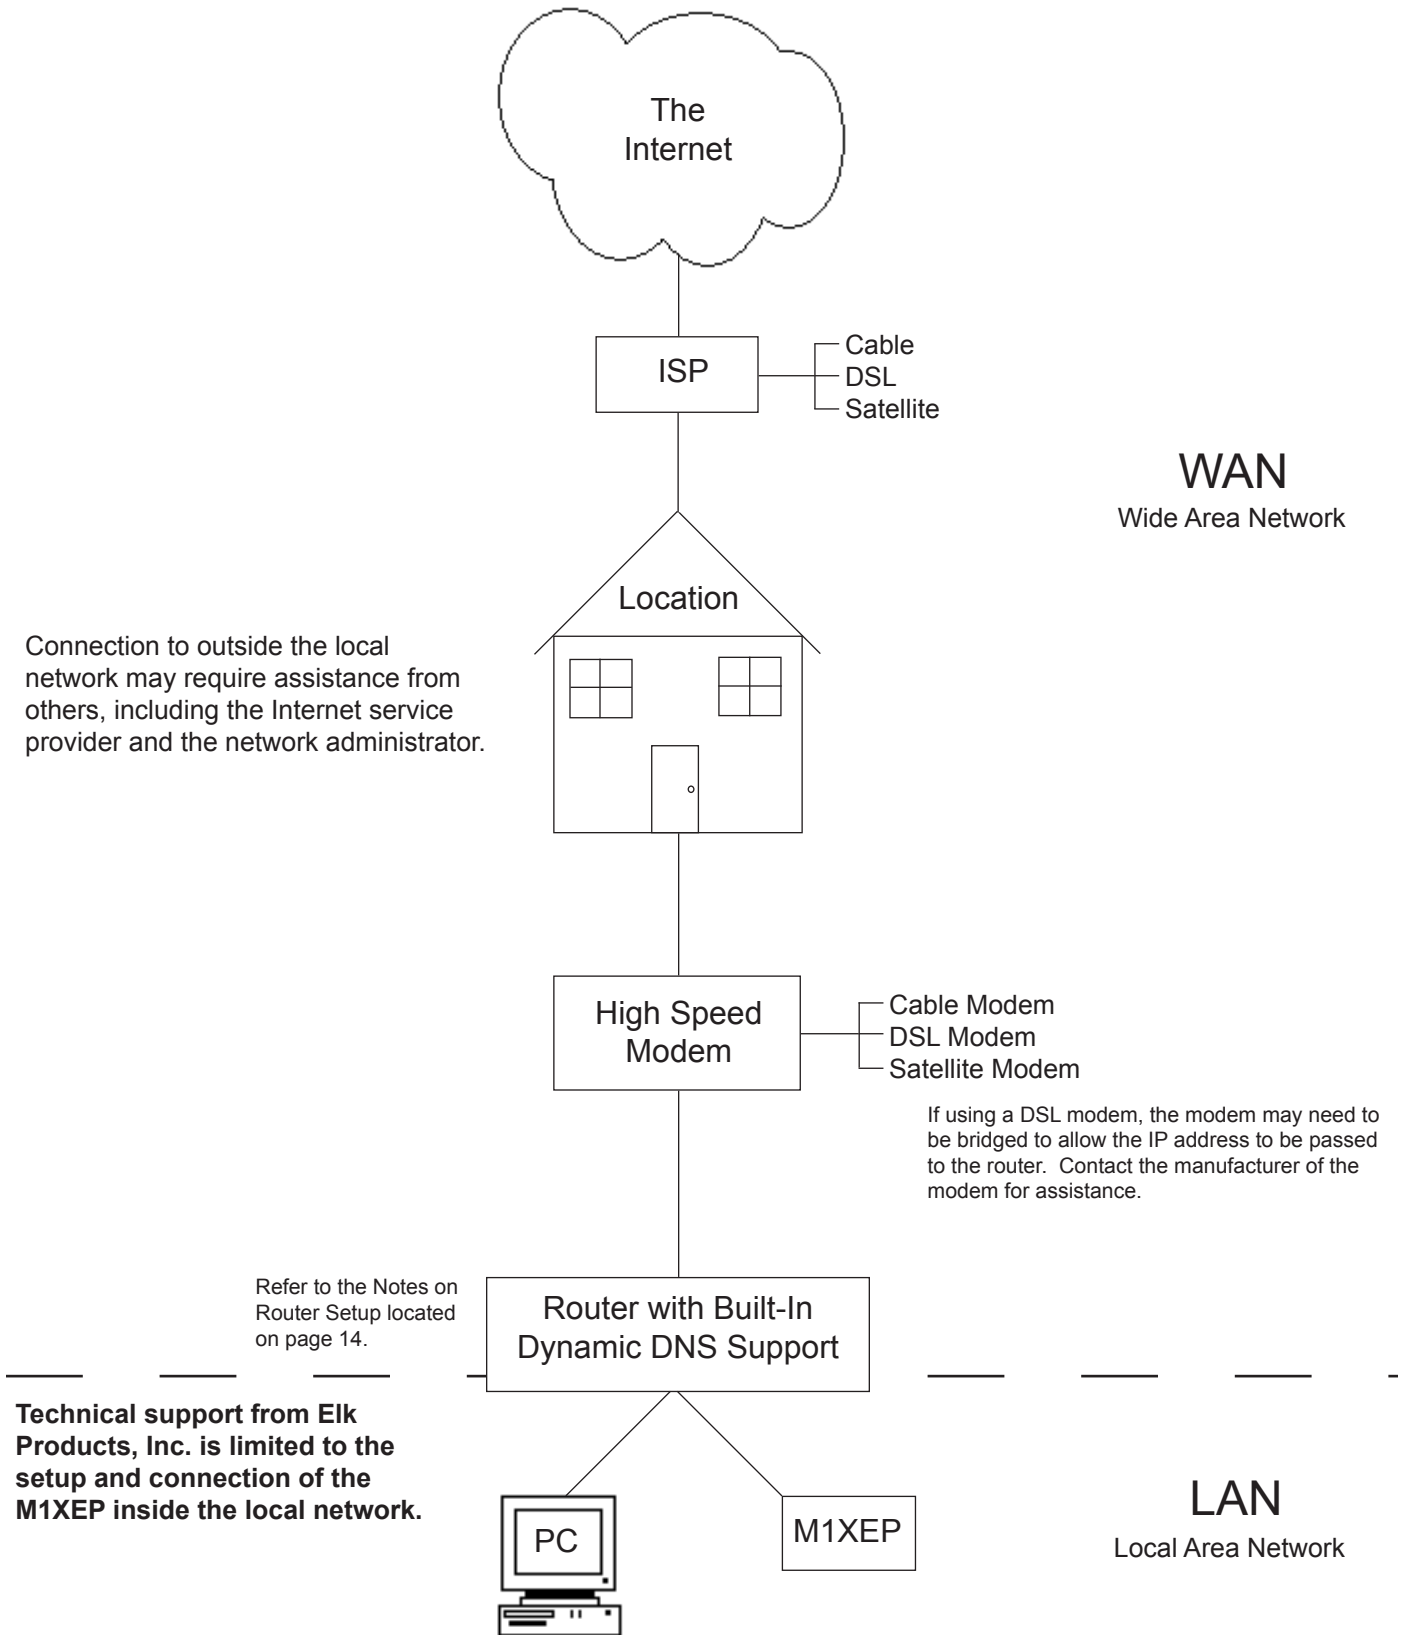 The
Internet
ISP
Cable
DSL
Satellite
WAN
Wide Area Network
Location
Connection to outside the local
network may require assistance from
others, including the Internet service
provider and the network administrator.
High Speed
Modem
Cable Modem
DSL Modem
Satellite Modem
If using a DSL modem, the modem may need to
be bridged to allow the IP address to be passed
to the router.  Contact the manufacturer of the
modem for assistance.
Refer to the Notes on
Router Setup located
on page 14.
Router with Built-In
Dynamic DNS Support
Technical support from Elk
Products, Inc. is limited to the
setup and connection of the
M1XEP inside the local network.
PC
M1XEP
LAN
Local Area Network